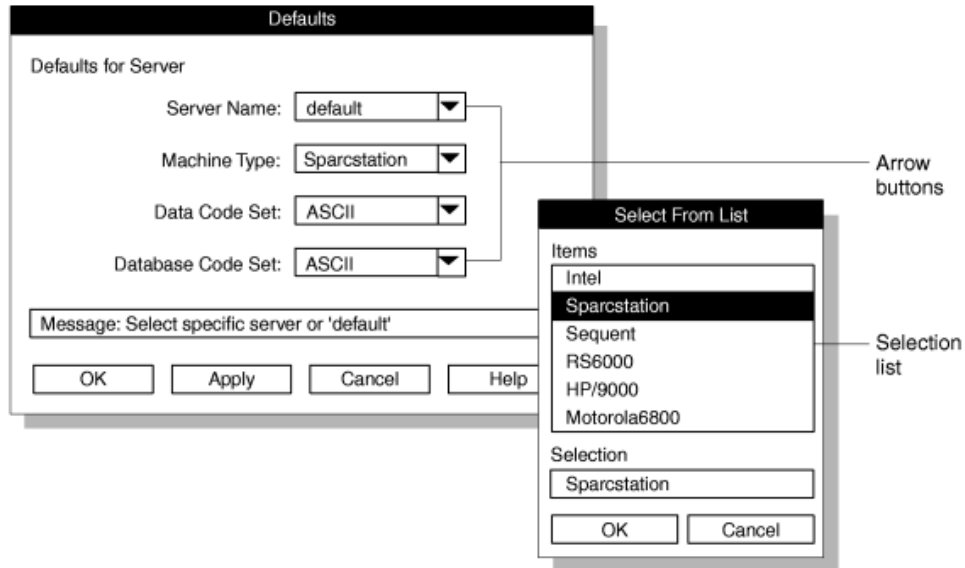 Defaults
Defaults for Server
Server Name: default
Machine Type: Sparcstation
Data Code Set: ASCII
Database Code Set: ASCII
Message: Select specific server or 'default'
OK Apply Cancel Help
Arrow
buttons
Select From List
Items
Intel
Sparcstation
Sequent
RS6000
HP/9000
Motorola6800
Selection
Sparcstation
OK Cancel
Selection
list